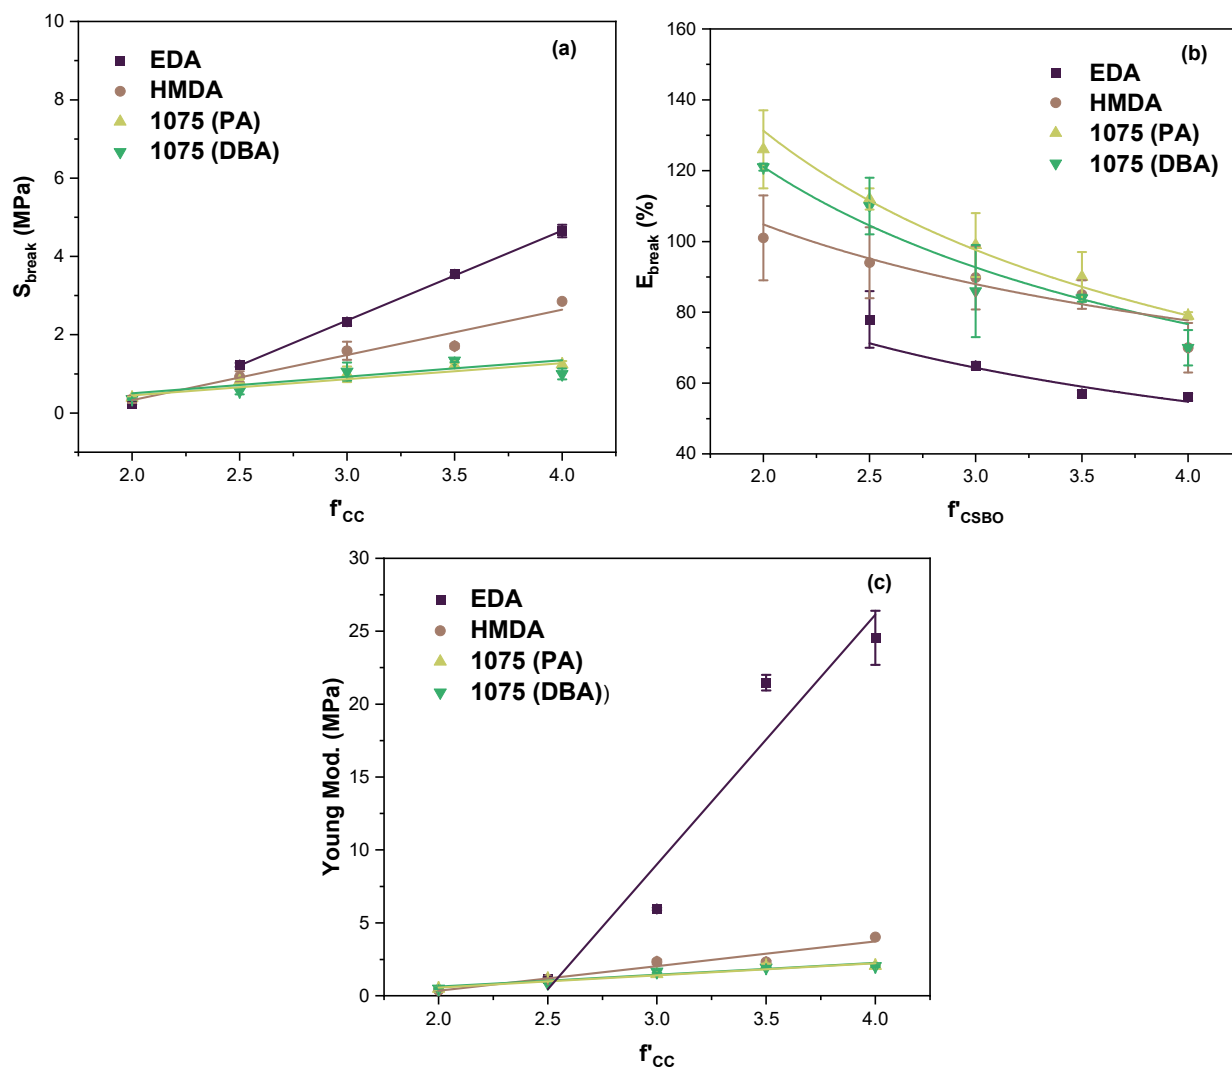 (a)
EDA
HMDA
1075 (PA)
1075 (DBA)
S_break (MPa)
10
8
6
4
2
0
2.0 2.5 3.0 3.5 4.0
f'_CC
(b)
EDA
HMDA
1075 (PA)
1075 (DBA)
E_break (%)
160
140
120
100
80
60
40
2.0 2.5 3.0 3.5 4.0
f'_CSBO
(c)
EDA
HMDA
1075 (PA)
1075 (DBA))
Young Mod. (MPa)
30
25
20
15
10
5
0
2.0 2.5 3.0 3.5 4.0
f'_CC